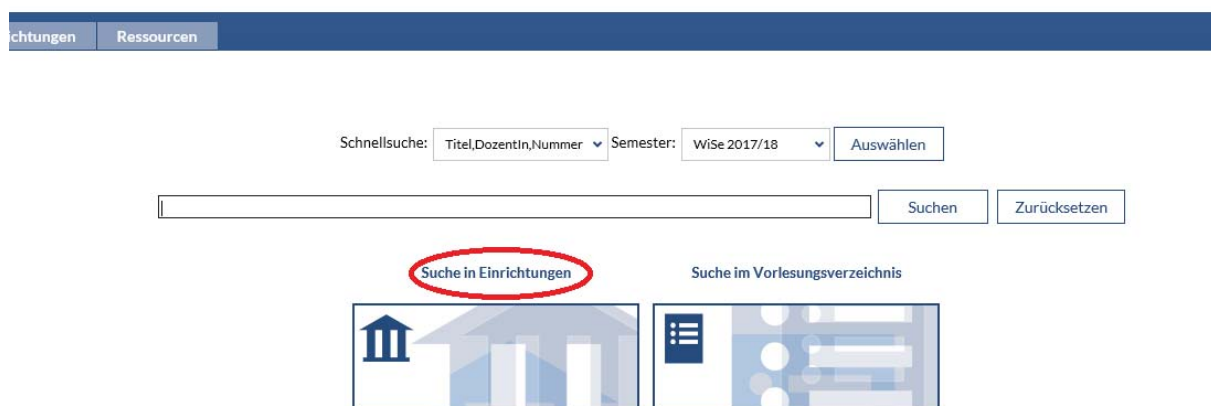 ichtungen Ressourcen
Schnellsuche: Titel,DozentIn,Nummer Semester: WiSe 2017/18 Auswählen
Suchen Zurücksetzen
Suche in Einrichtungen Suche im Vorlesungsverzeichnis